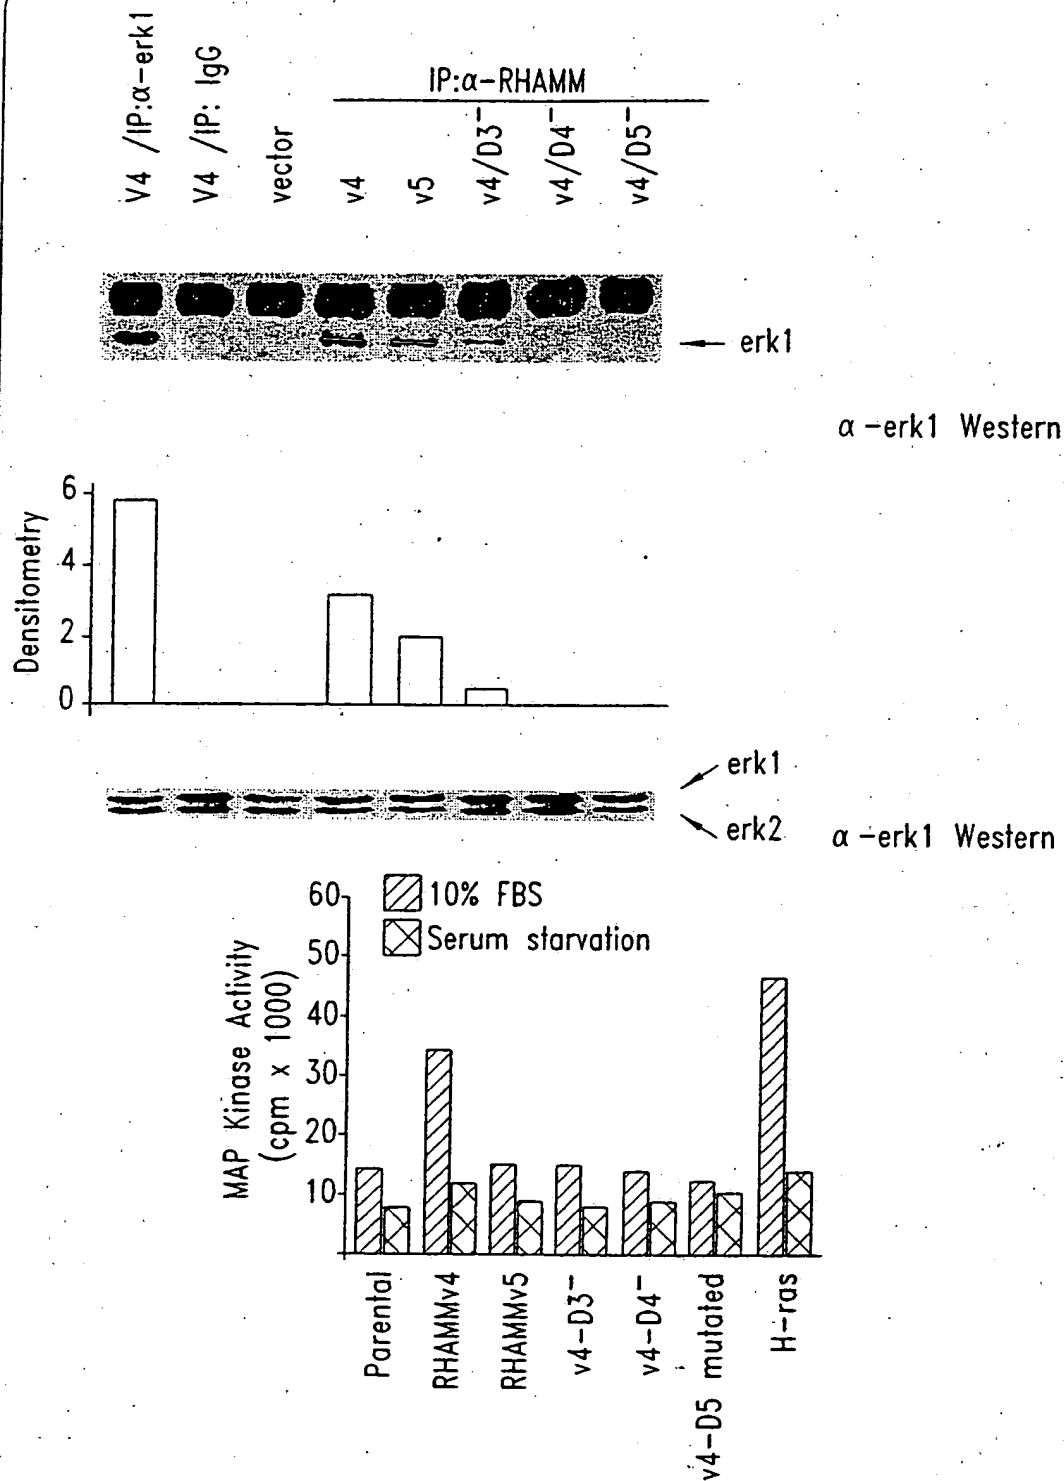 IP:α-RHAMM
V4 /IP:α-erk1
V4 /IP: IgG
vector
v4
v5
v4/D3⁻
v4/D4⁻
v4/D5⁻
erk1
α-erk1 Western
Densitometry
6
4
2
0
erk1
erk2
α-erk1 Western
10% FBS
Serum starvation
MAP Kinase Activity
(cpm x 1000)
60
50
40
30
20
10
Parental
RHAMMv4
RHAMMv5
v4-D3⁻
v4-D4⁻
v4-D5 mutated
H-ras